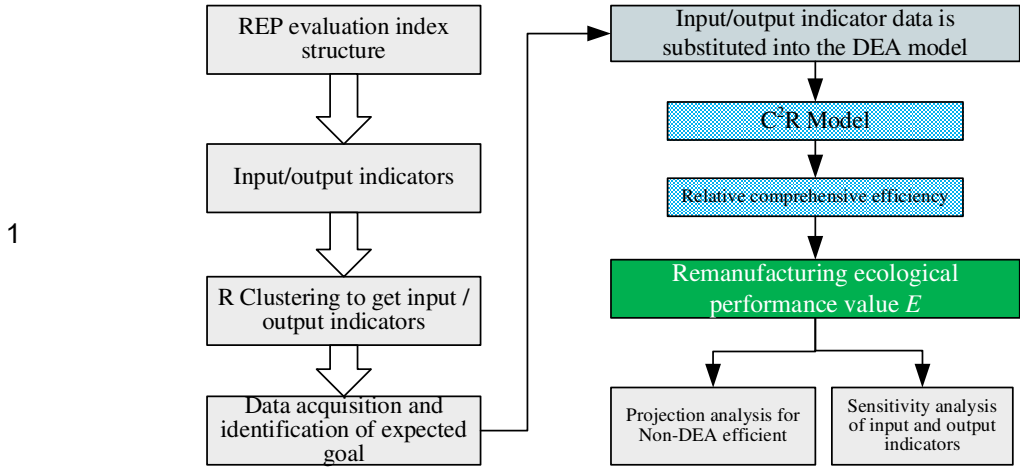 1
REP evaluation index
structure
Input/output indicators
R Clustering to get input /
output indicators
Data acquisition and
identification of expected
goal
Input/output indicator data is
substituted into the DEA model
C²R Model
Relative comprehensive efficiency
Remanufacturing ecological
performance value E
Projection analysis for
Non-DEA efficient
Sensitivity analysis
of input and output
indicators